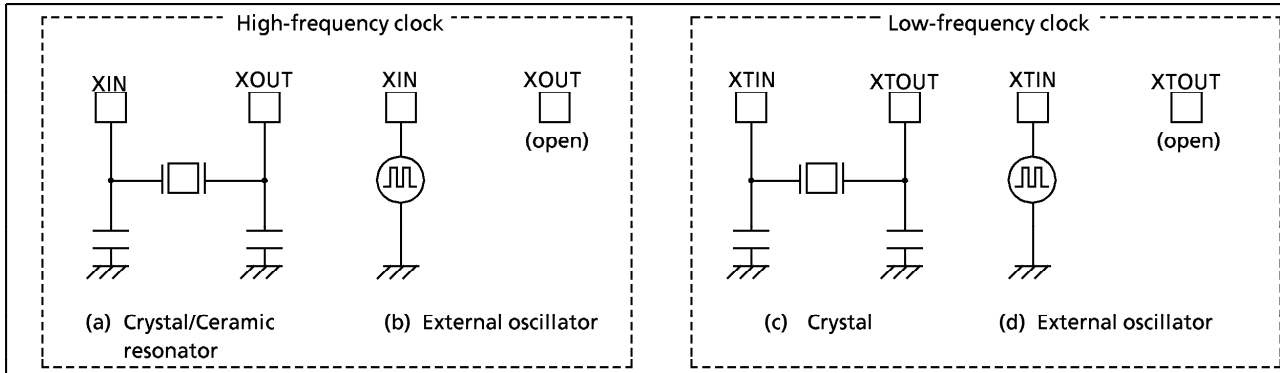 High-frequency clock
XIN
XOUT
XIN
XOUT
(open)
(a) Crystal/Ceramic
resonator
(b) External oscillator
Low-frequency clock
XTIN
XTOUT
XTIN
XTOUT
(open)
(c) Crystal
(d) External oscillator